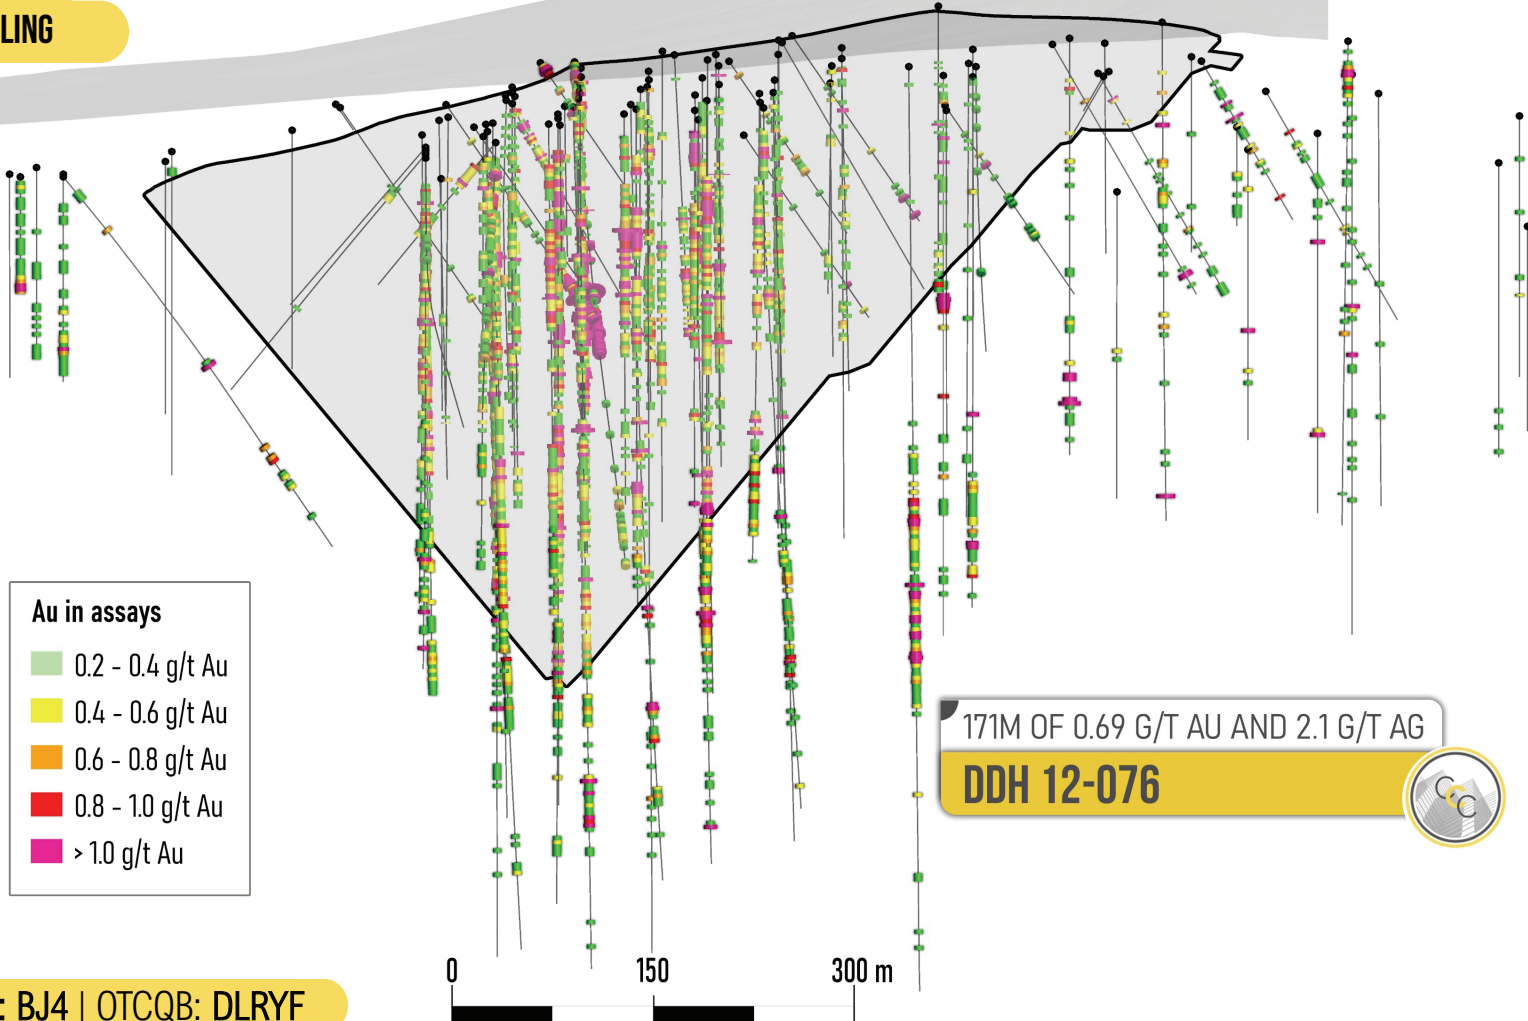 LING
Au in assays
0.2 - 0.4 g/t Au
0.4 - 0.6 g/t Au
0.6 - 0.8 g/t Au
0.8 - 1.0 g/t Au
> 1.0 g/t Au
171M OF 0.69 G/T AU AND 2.1 G/T AG
DDH 12-076
CCC
0 150 300 m
: BJ4 | OTCQB: DLRYF